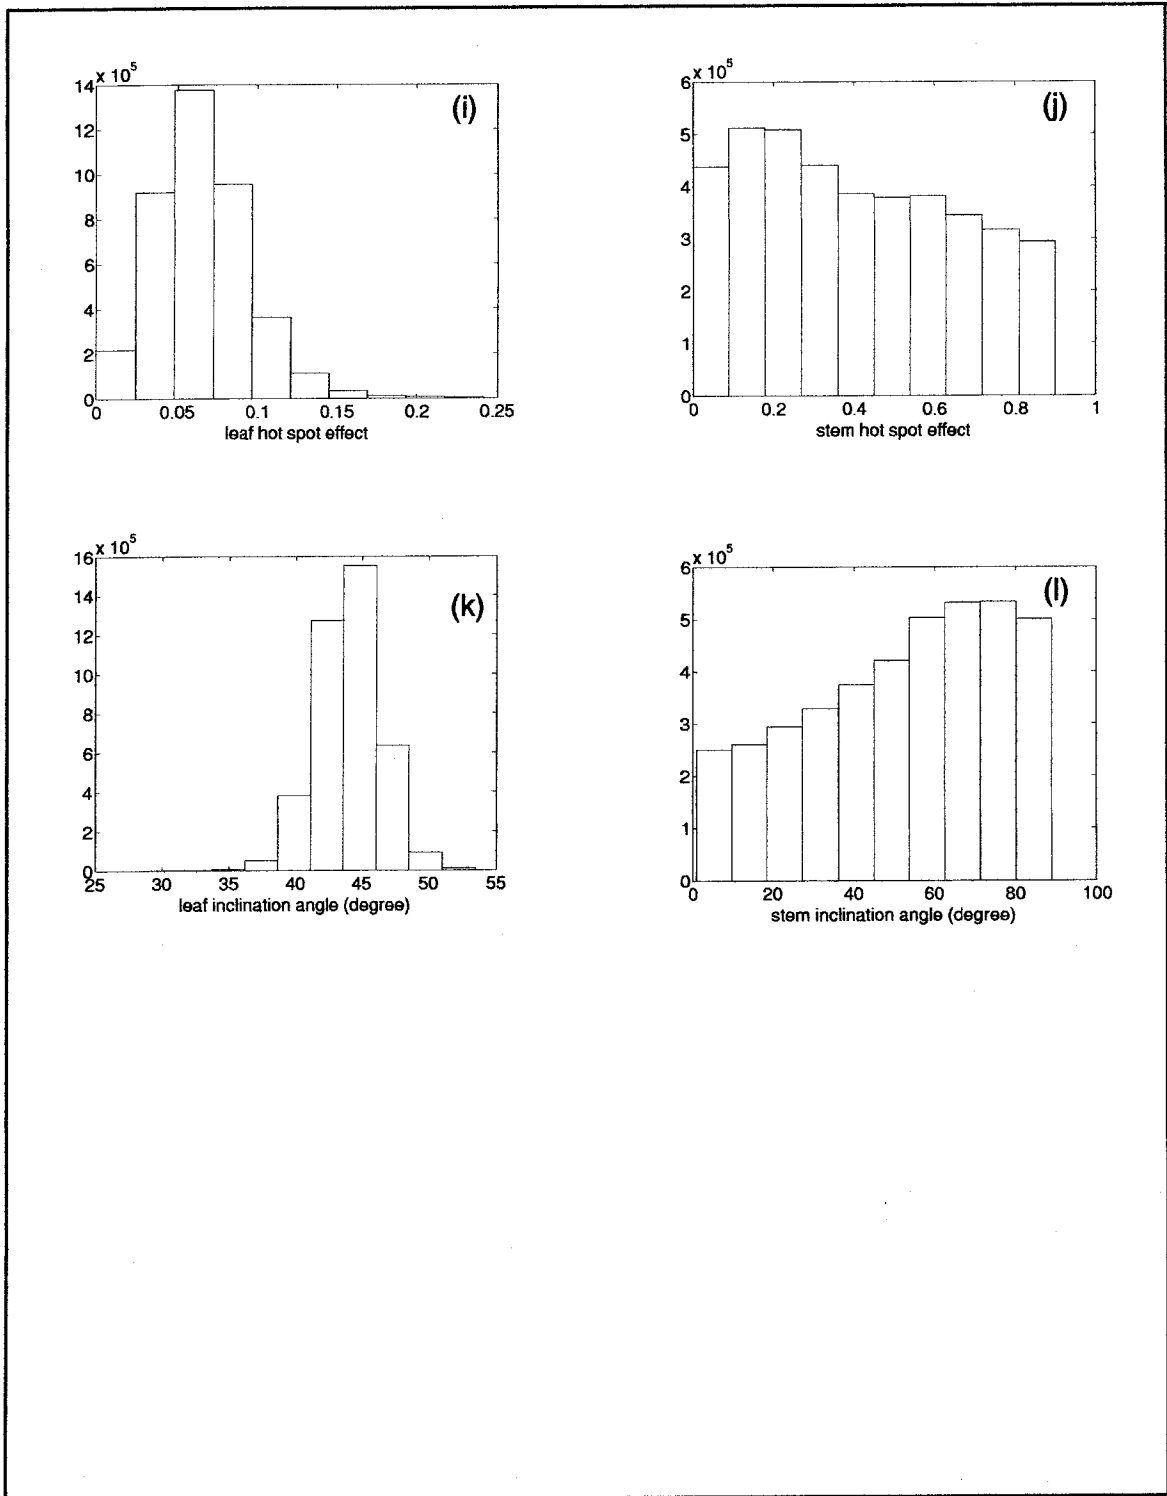 14 x 10^5
12
10
8
6
4
2
0
0 0.05 0.1 0.15 0.2 0.25
leaf hot spot effect
(i)
6 x 10^5
5
4
3
2
1
0
0 0.2 0.4 0.6 0.8 1
stem hot spot effect
(j)
16 x 10^5
14
12
10
8
6
4
2
0
25 30 35 40 45 50 55
leaf inclination angle (degree)
(k)
6 x 10^5
5
4
3
2
1
0
0 20 40 60 80 100
stem inclination angle (degree)
(l)